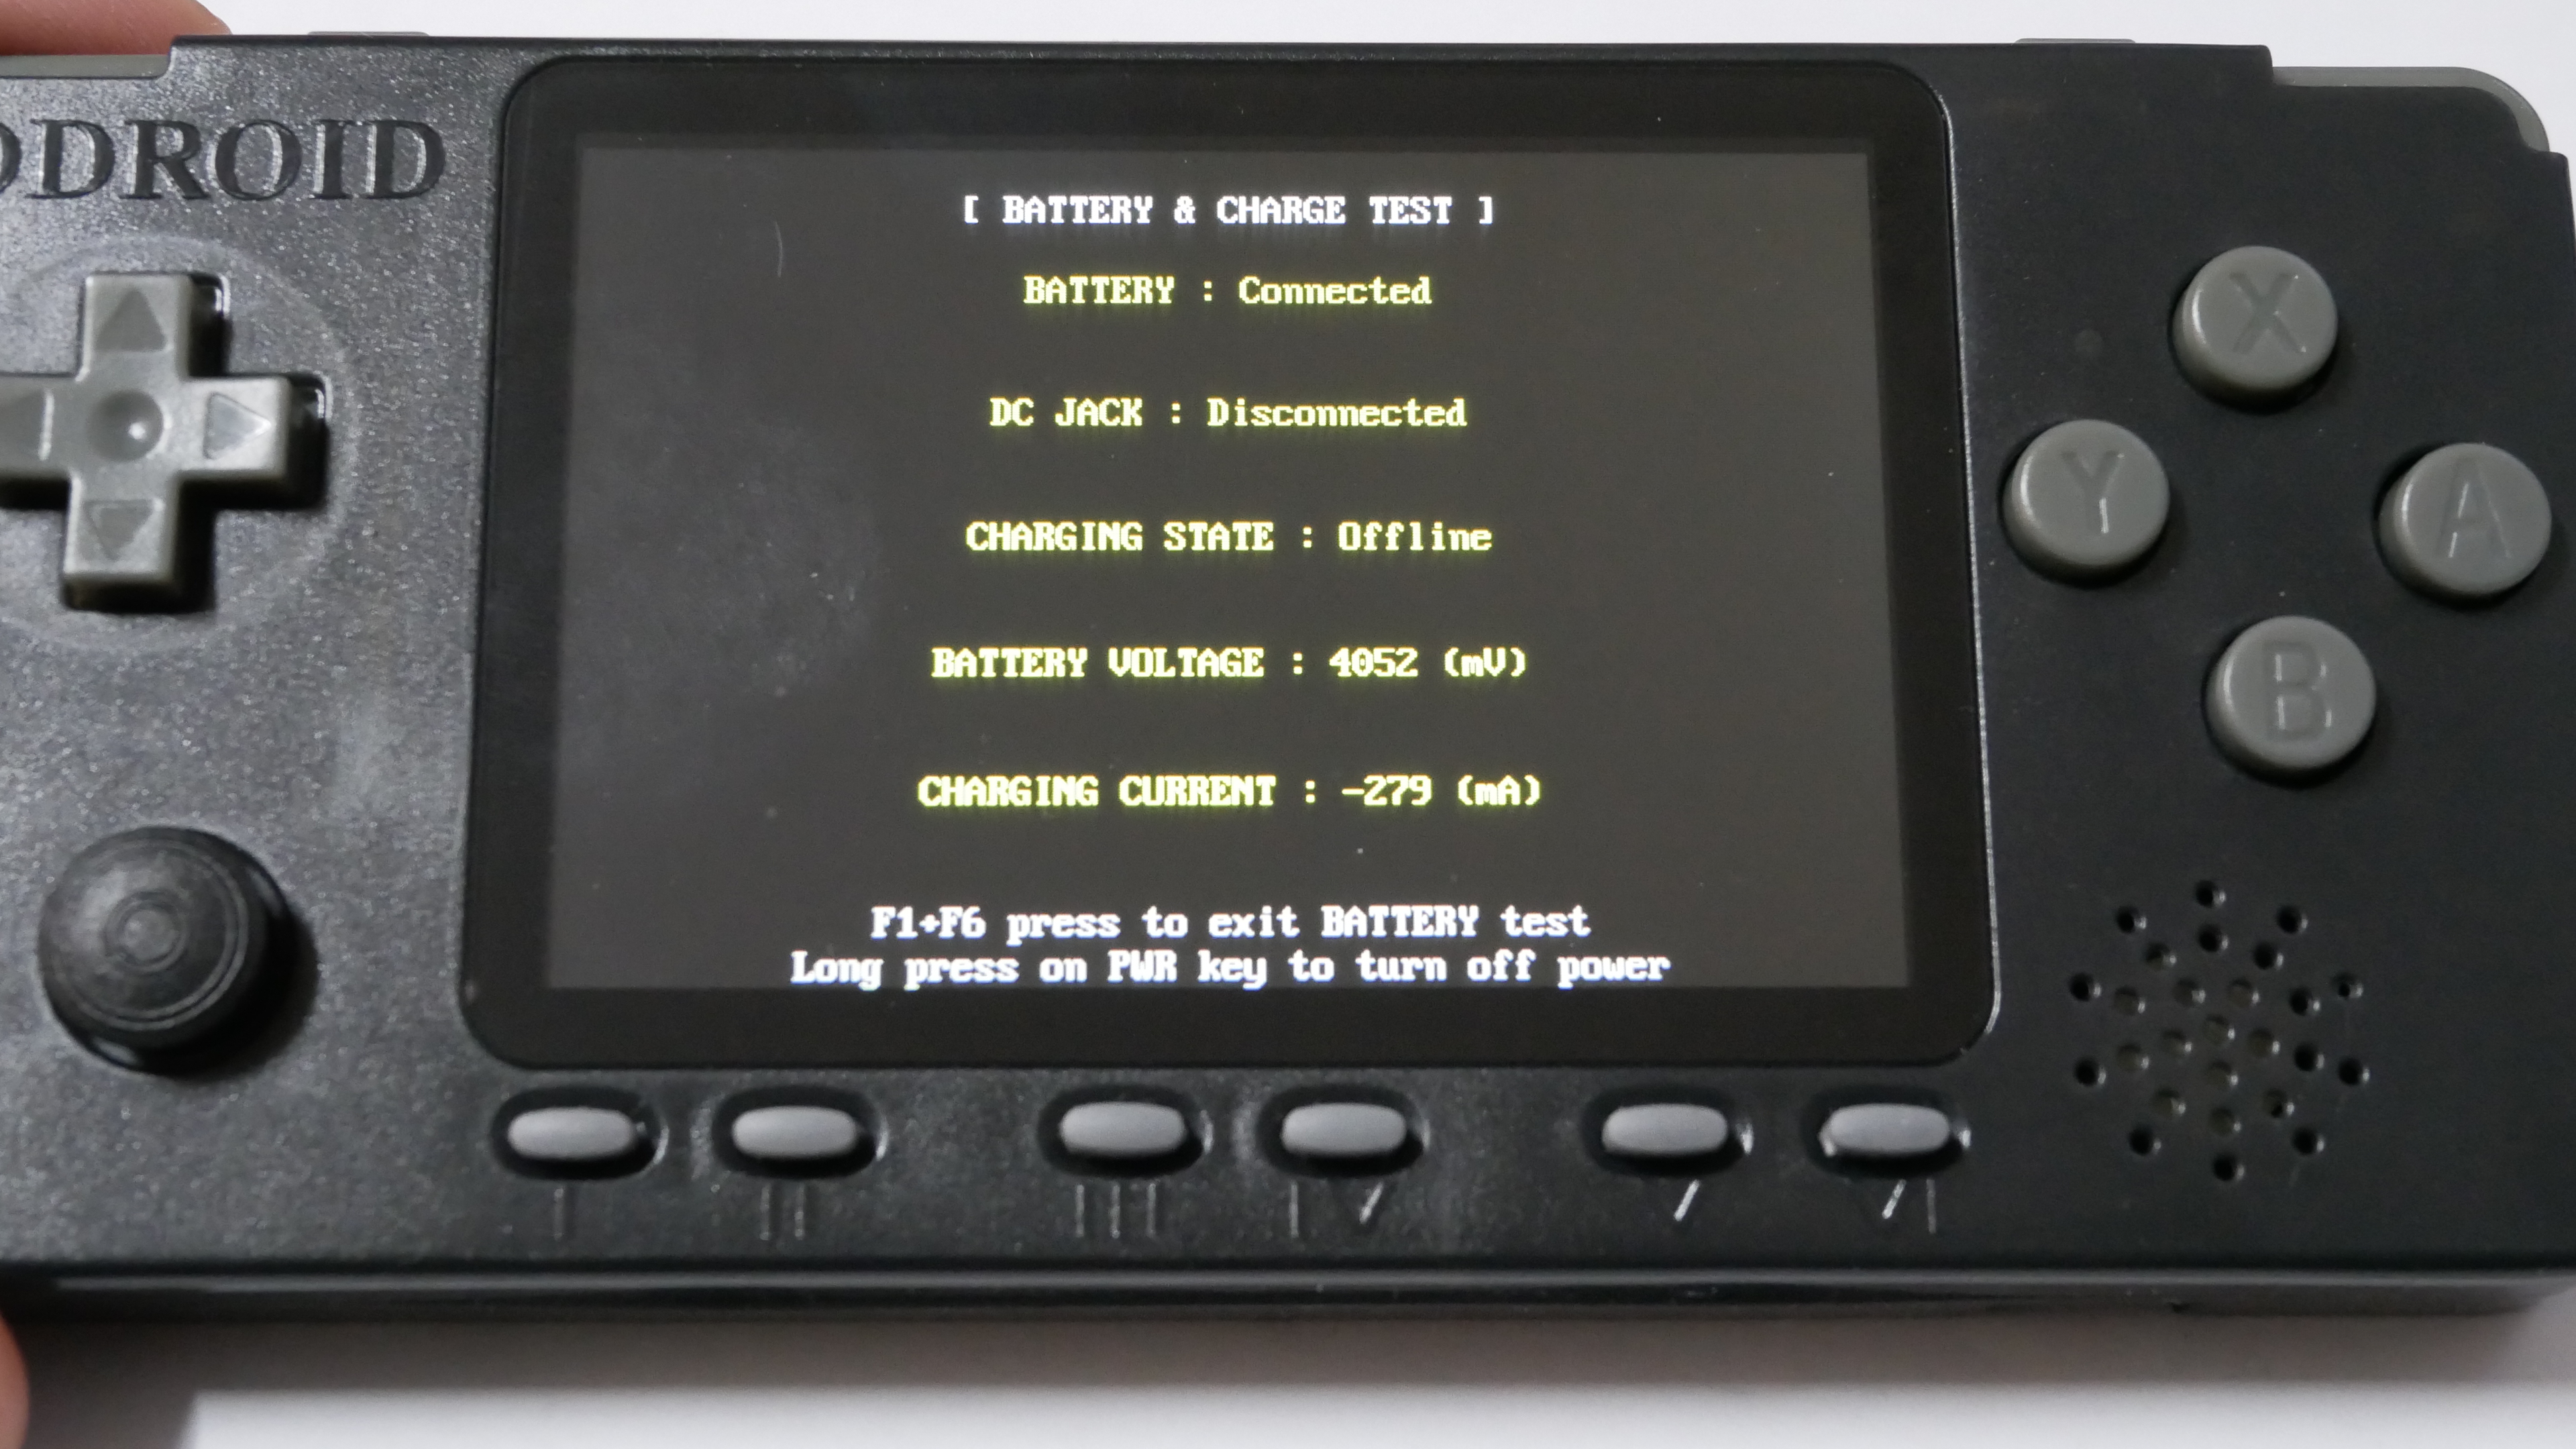 ODROID
[ BATTERY & CHARGE TEST ]
BATTERY : Connected
DC JACK : Disconnected
CHARGING STATE : Offline
BATTERY VOLTAGE : 4052 (mV)
CHARGING CURRENT : -279 (mA)
F1+F6 press to exit BATTERY test
Long press on PWR key to turn off power
X
Y
A
B
I
II
III
IV
V
VI